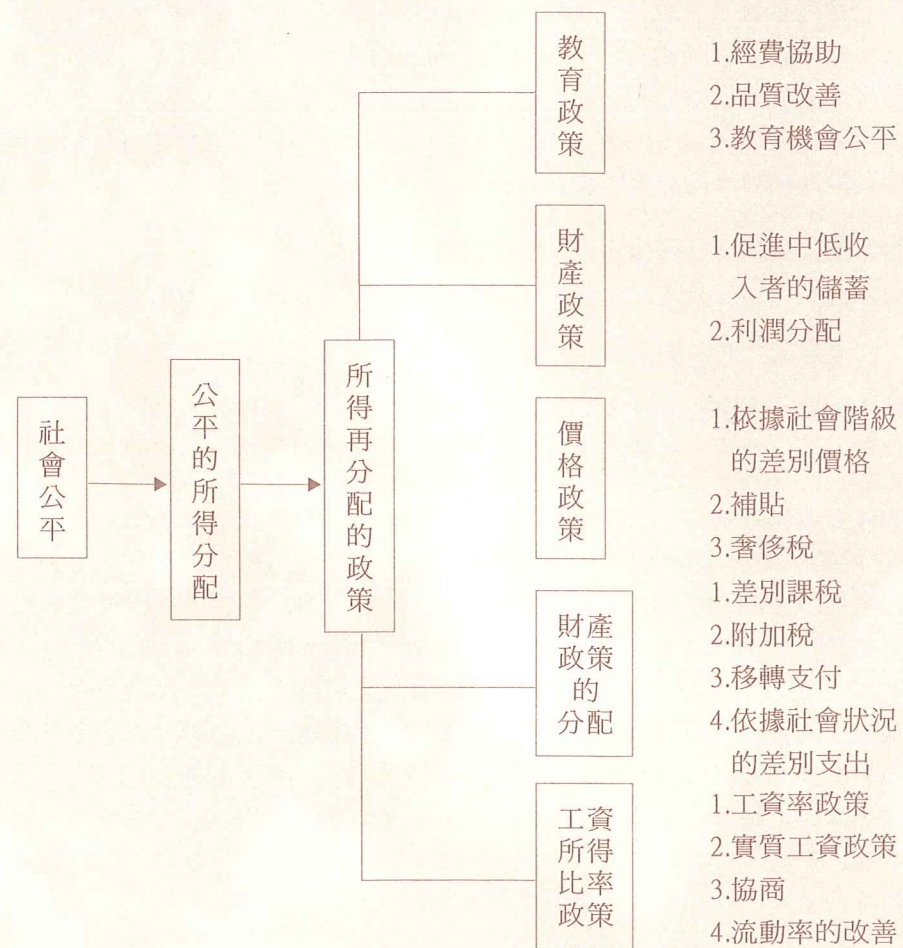 社會公平
公平的所得分配
所得再分配的政策
教育政策
1.經費協助
2.品質改善
3.教育機會公平
財產政策
1.促進中低收
入者的儲蓄
2.利潤分配
價格政策
1.依據社會階級
的差別價格
2.補貼
3.奢侈稅
財產
政策
的
分配
1.差別課稅
2.附加稅
3.移轉支付
4.依據社會狀況
的差別支出
工資
所得
比率
政策
1.工資率政策
2.實質工資政策
3.協商
4.流動率的改善